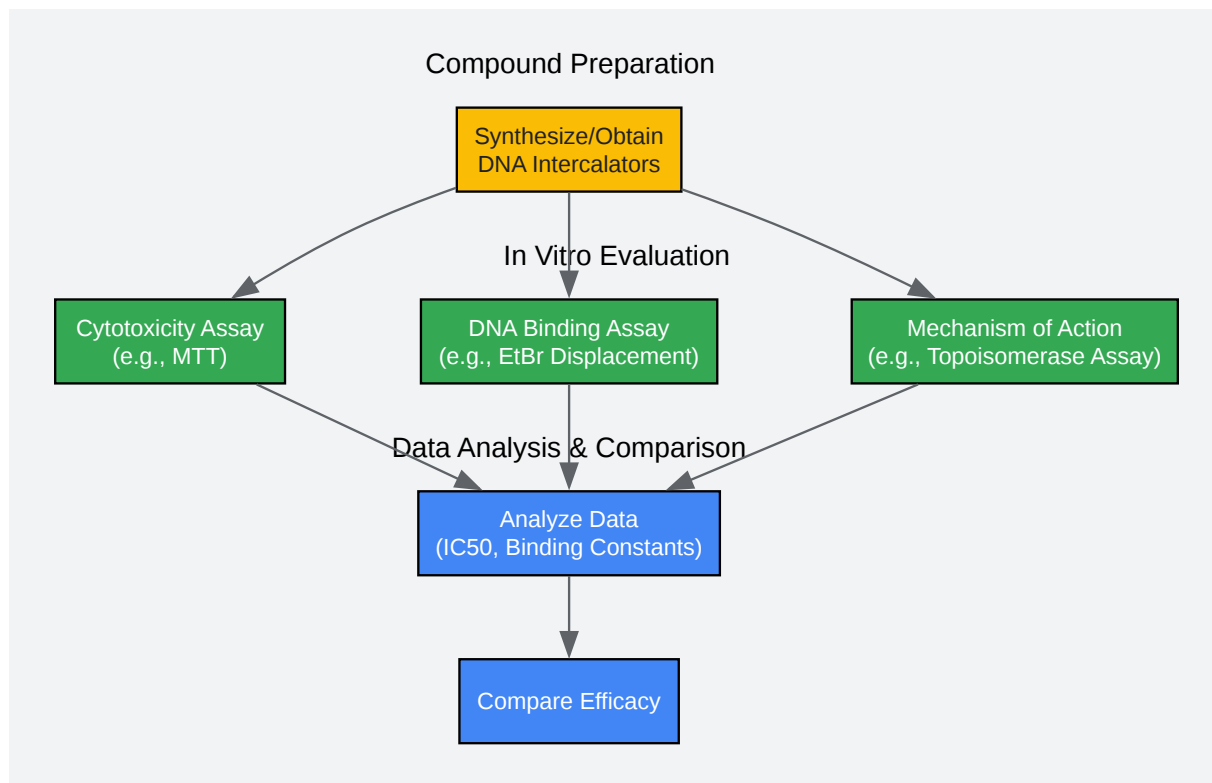 Compound Preparation
Synthesize/Obtain
DNA Intercalators
In Vitro Evaluation
Cytotoxicity Assay
(e.g., MTT)
DNA Binding Assay
(e.g., EtBr Displacement)
Mechanism of Action
(e.g., Topoisomerase Assay)
Data Analysis & Comparison
Analyze Data
(IC50, Binding Constants)
Compare Efficacy